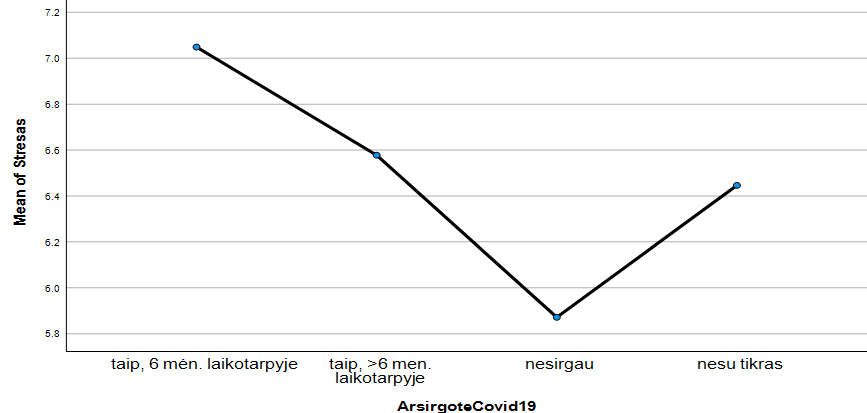 7.2
7.0
6.8
6.6
6.4
6.2
6.0
5.8
Mean of Stresas
taip, 6 mėn. laikotarpyje
taip, >6 men.
laikotarpyje
nesirgau
nesu tikras
ArsirgoteCovid19